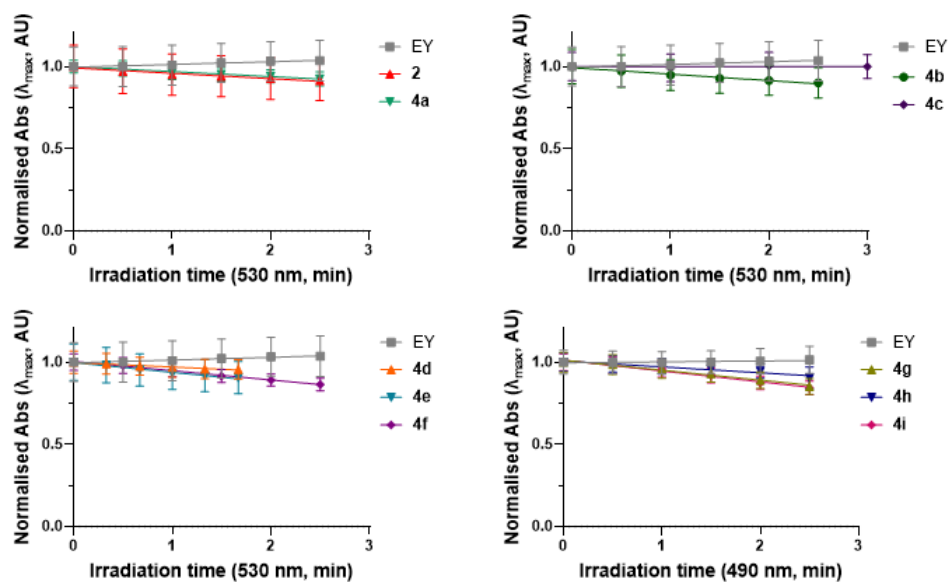 Normalised Abs (λmax, AU)
1.0
0.5
0.0
0 1 2 3
Irradiation time (530 nm, min)
EY
2
4a
Normalised Abs (λmax, AU)
1.0
0.5
0.0
0 1 2 3
Irradiation time (530 nm, min)
EY
4b
4c
Normalised Abs (λmax, AU)
1.0
0.5
0.0
0 1 2 3
Irradiation time (530 nm, min)
EY
4d
4e
4f
Normalised Abs (λmax, AU)
1.0
0.5
0.0
0 1 2 3
Irradiation time (490 nm, min)
EY
4g
4h
4i